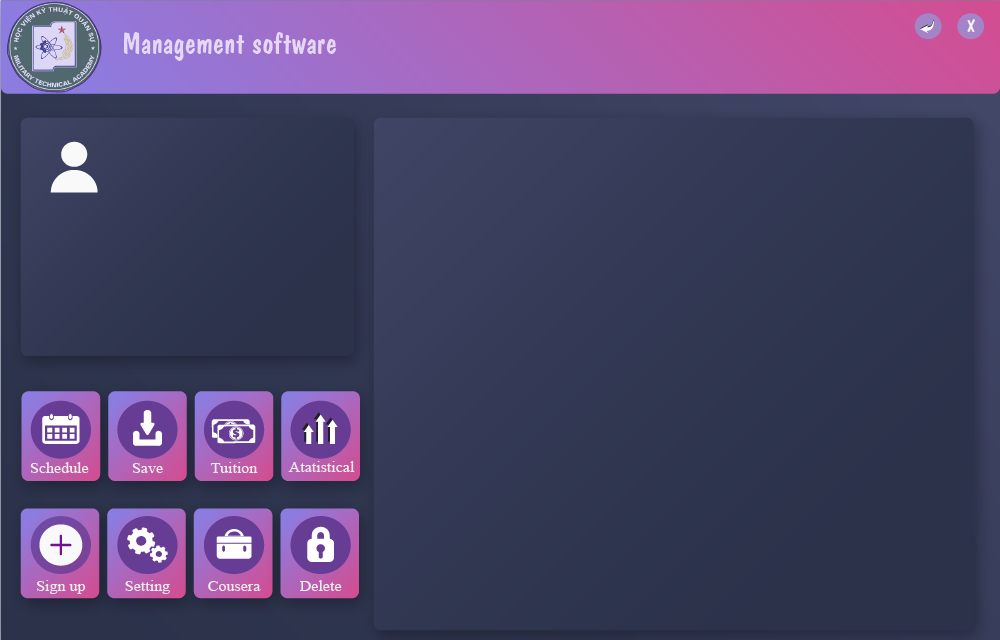 HỌC VIỆN KỸ THUẬT QUÂN SỰ
MILITARY TECHNICAL ACADEMY
Management software
X
Schedule
Save
Tuition
Atatistical
Sign up
Setting
Cousera
Delete